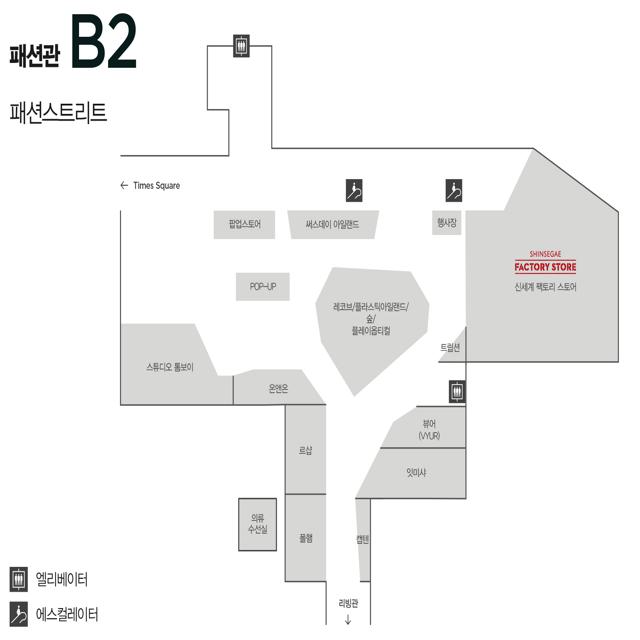 패션관 B2
패션스트리트
← Times Square
팝업스토어
써스데이 아일랜드
행사장
SHINSEGAE
FACTORY STORE
신세계 팩토리 스토어
POP-UP
레코브/플라스틱아일랜드/
숲/
플레이옵티컬
트립션
스튜디오 톰보이
온앤온
뷰어
(VYUR)
르샵
잇미샤
의류
수선실
폴햄
캡텐
리빙관
↓
엘리베이터
에스컬레이터